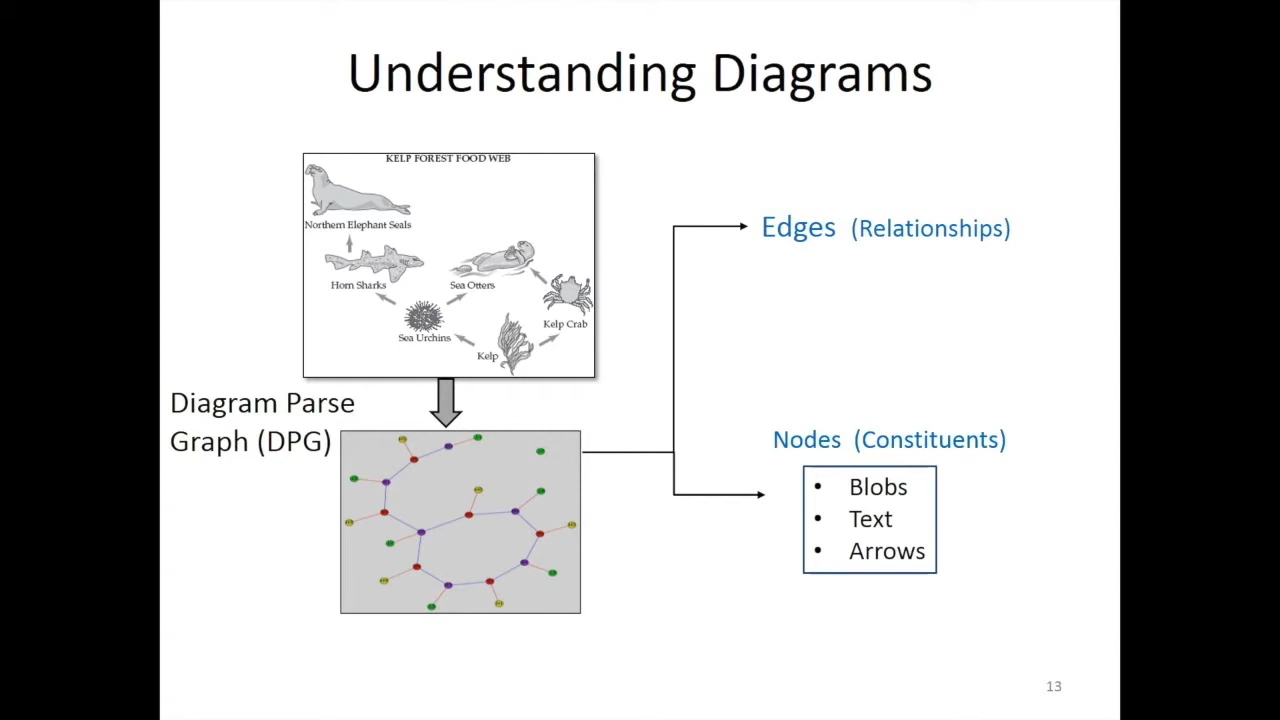 Understanding Diagrams
KELP FOREST FOOD WEB
Northern Elephant Seals
Horn Sharks
Sea Otters
Kelp Crab
Sea Urchins
Kelp
Diagram Parse
Graph (DPG)
Edges (Relationships)
Nodes (Constituents)
• Blobs
• Text
• Arrows
13